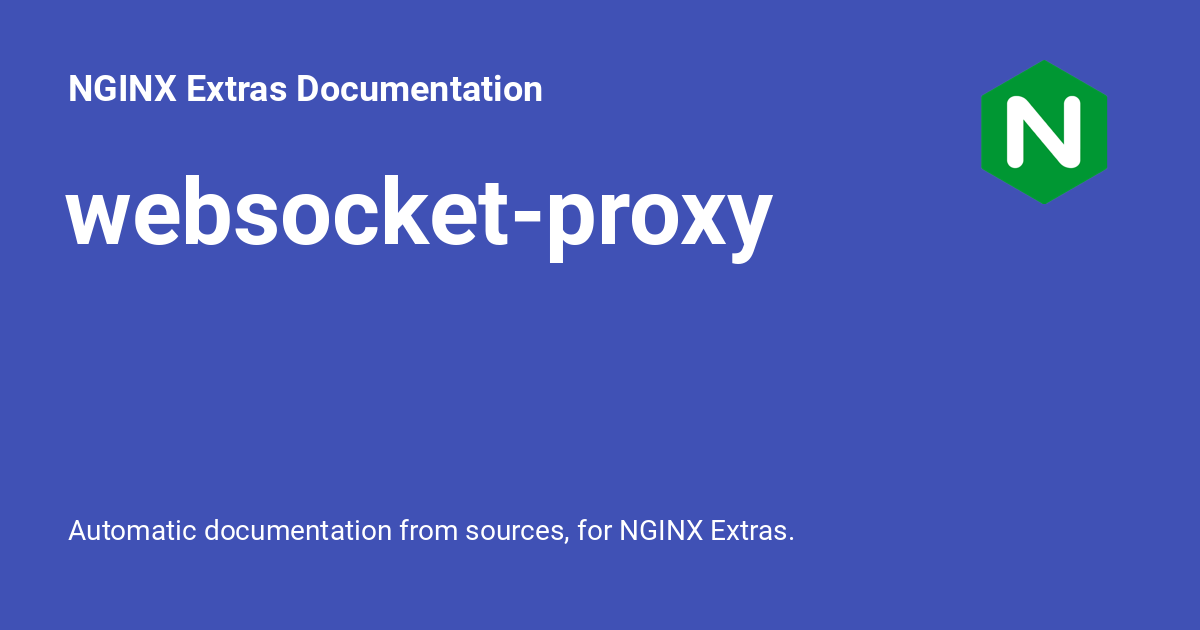 NGINX Extras Documentation
N
websocket-proxy
Automatic documentation from sources, for NGINX Extras.